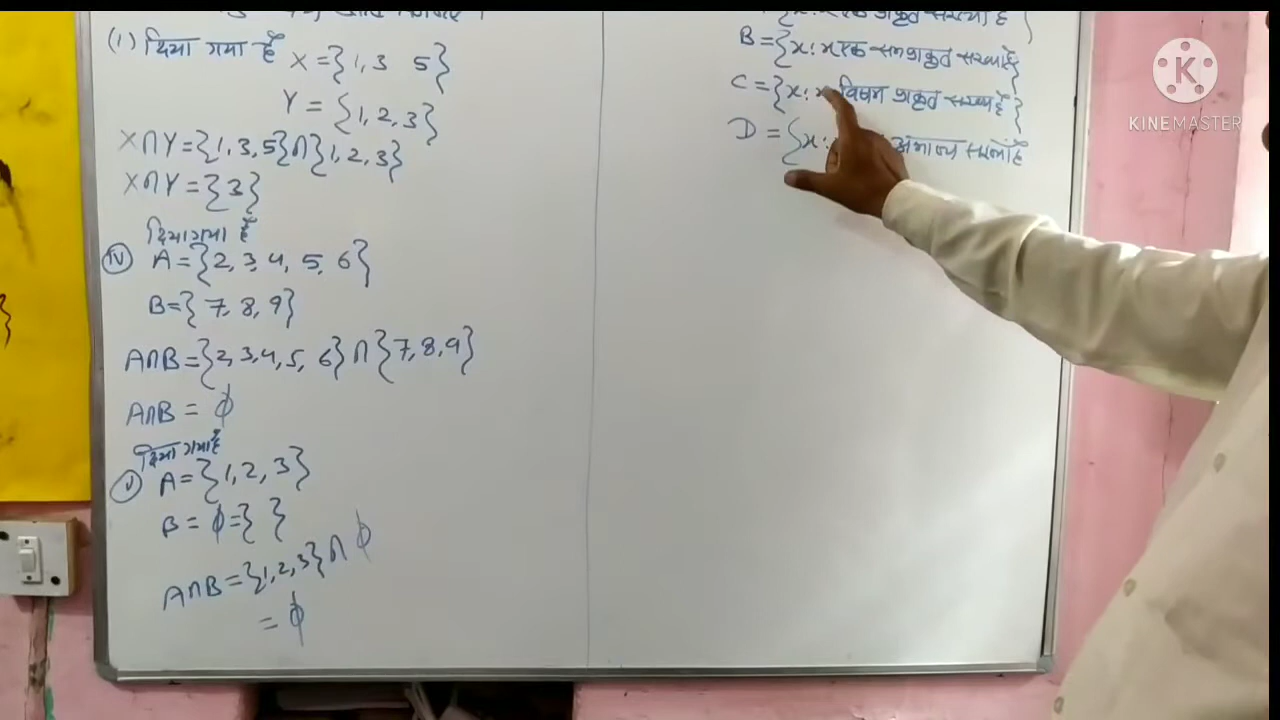 (i) दिया गया है X = {1, 3 5}
Y = {1, 2, 3}
X∩Y = {1, 3, 5} ∩ {1, 2, 3}
X∩Y = {3}
दिया गया है
(iv) A = {2, 3, 4, 5, 6}
B = {7, 8, 9}
A∩B = {2, 3, 4, 5, 6} ∩ {7, 8, 9}
A∩B = ϕ
दिया गया है
(v) A = {1, 2, 3}
B = ϕ = { }
A∩B = {1, 2, 3} ∩ ϕ
= ϕ
B = {x : x एक सम प्राकृत संख्या है}
C = {x : x विषम प्राकृत संख्या है}
D = {x : अभाज्य संख्या है
KINEMASTER